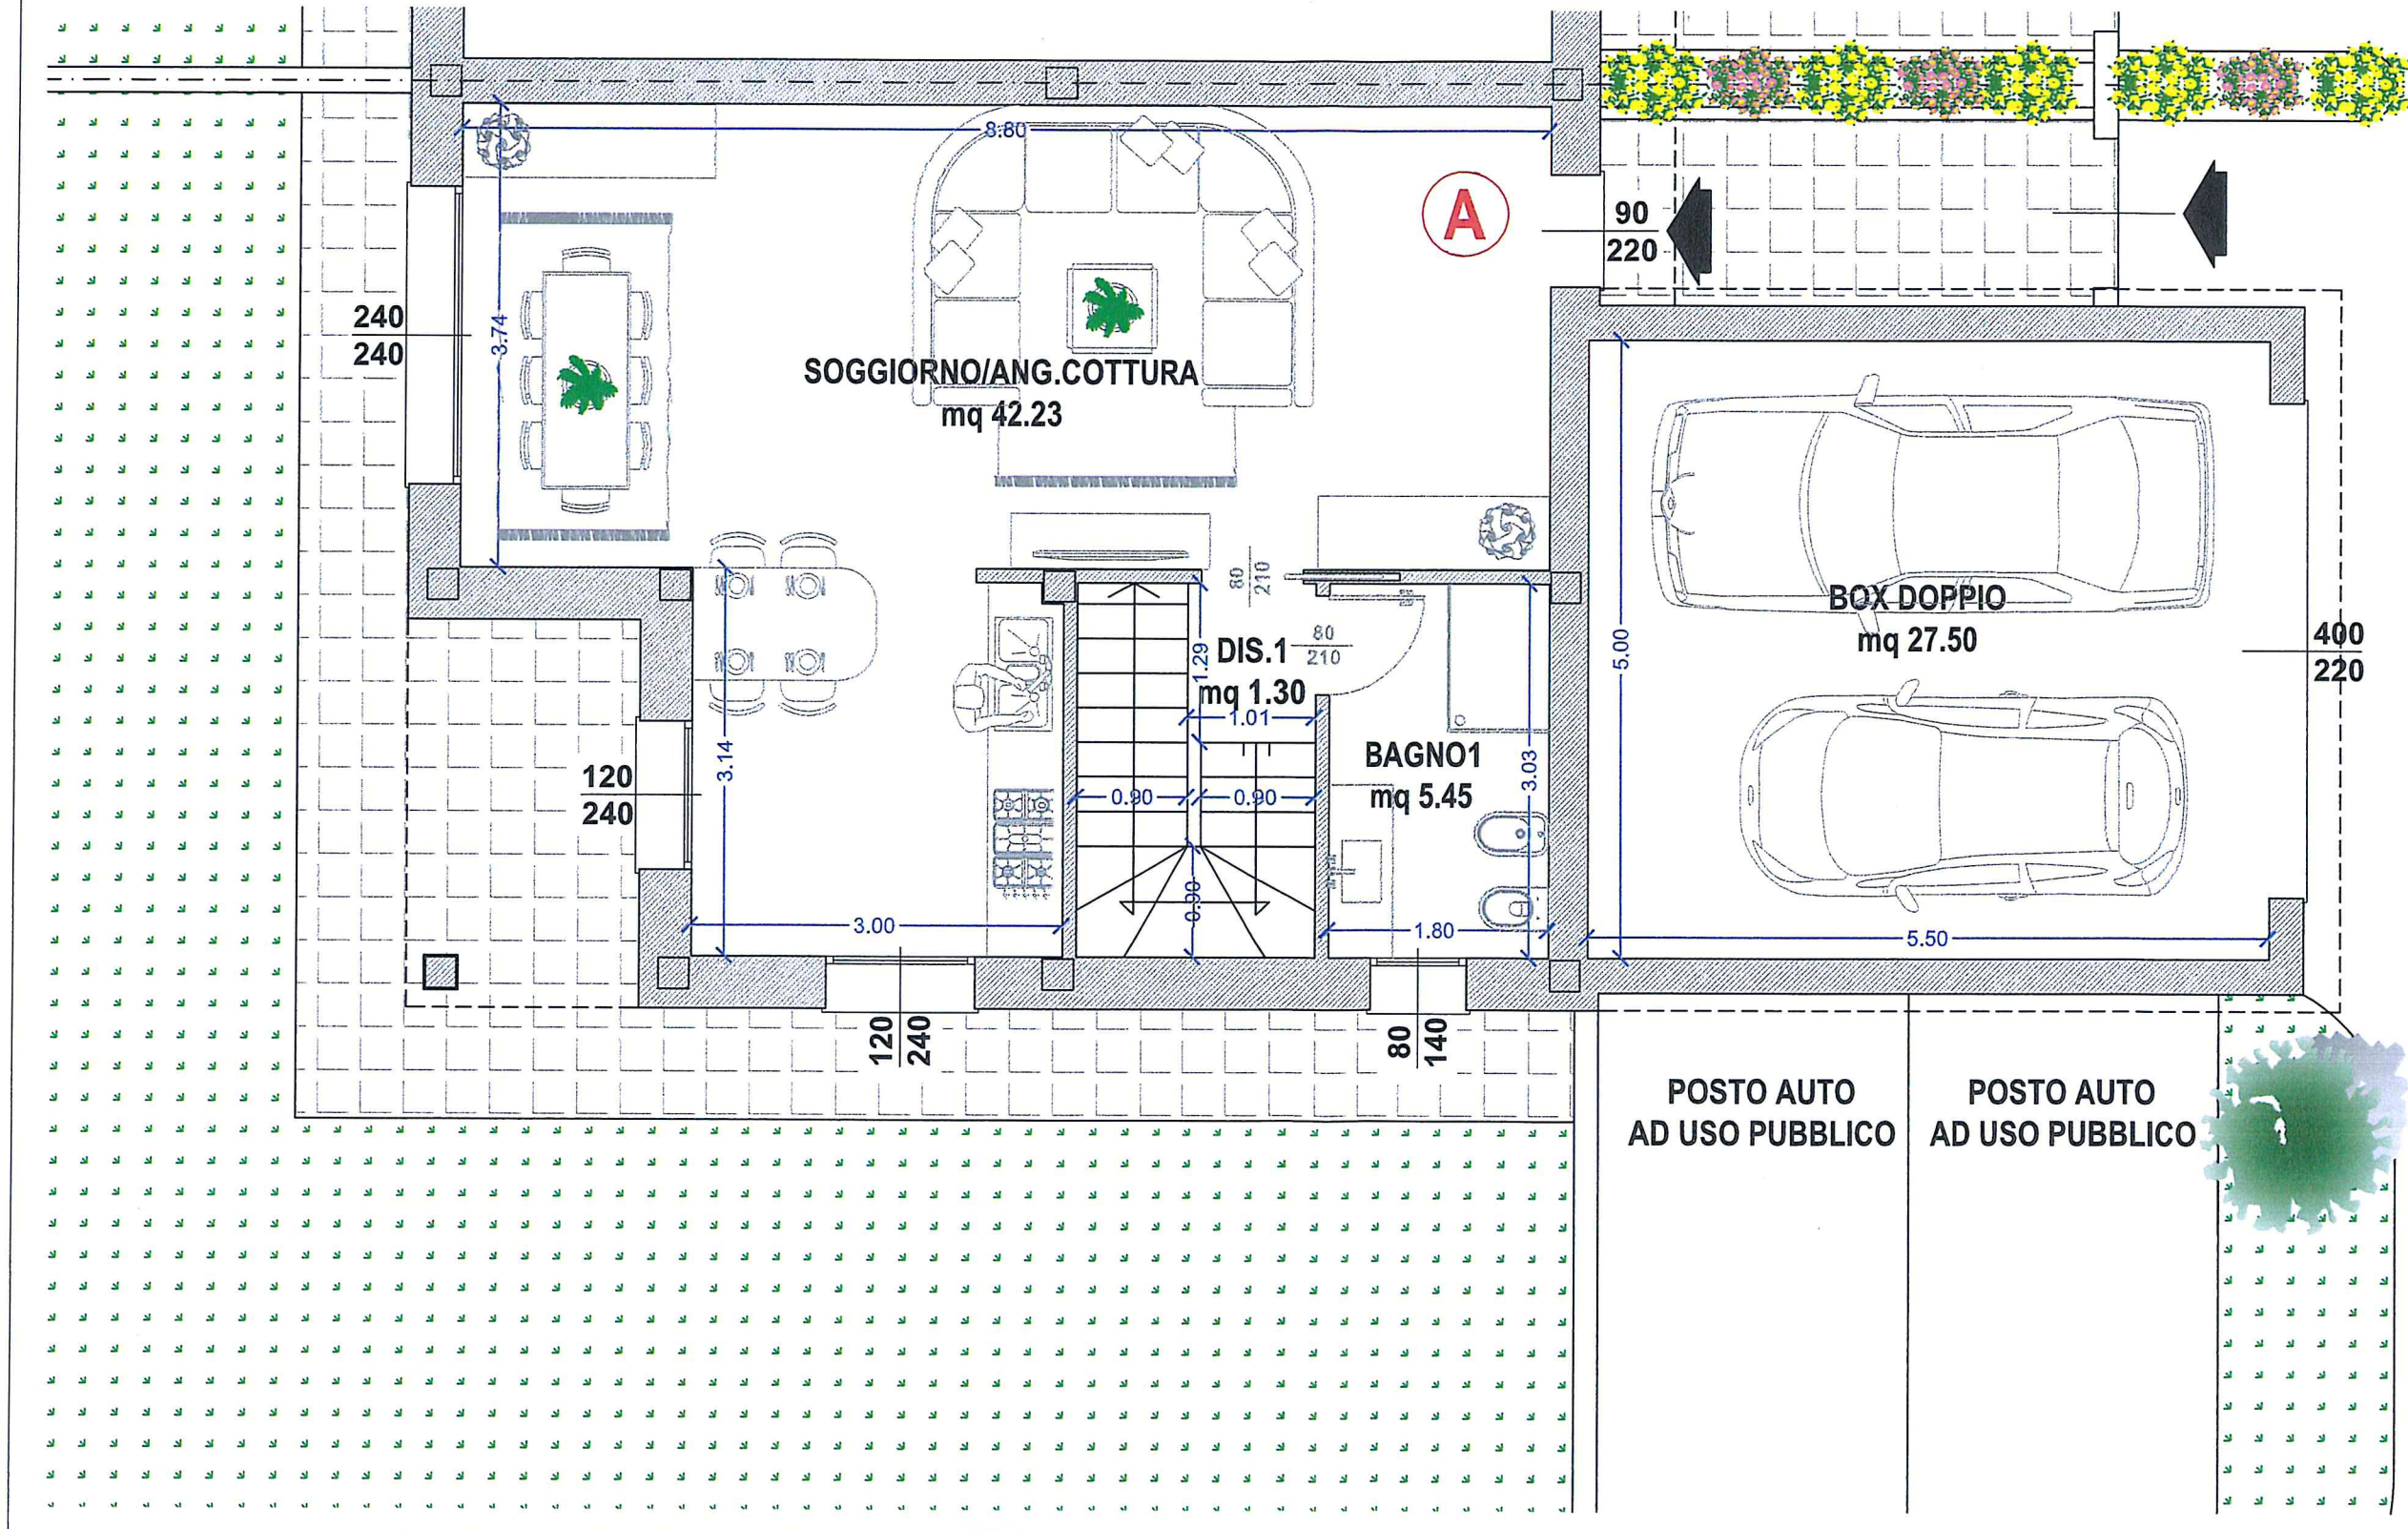 8.80
A
90
220
240
240
3.74
SOGGIORNO/ANG.COTTURA
mq 42.23
80
210
BOX DOPPIO
mq 27.50
5.00
400
220
1.29
DIS.1
mq 1.30
80
210
1.01
3.14
120
240
BAGNO1
mq 5.45
3.03
0.90
0.90
0.90
3.00
1.80
5.50
120
240
80
140
POSTO AUTO
AD USO PUBBLICO
POSTO AUTO
AD USO PUBBLICO